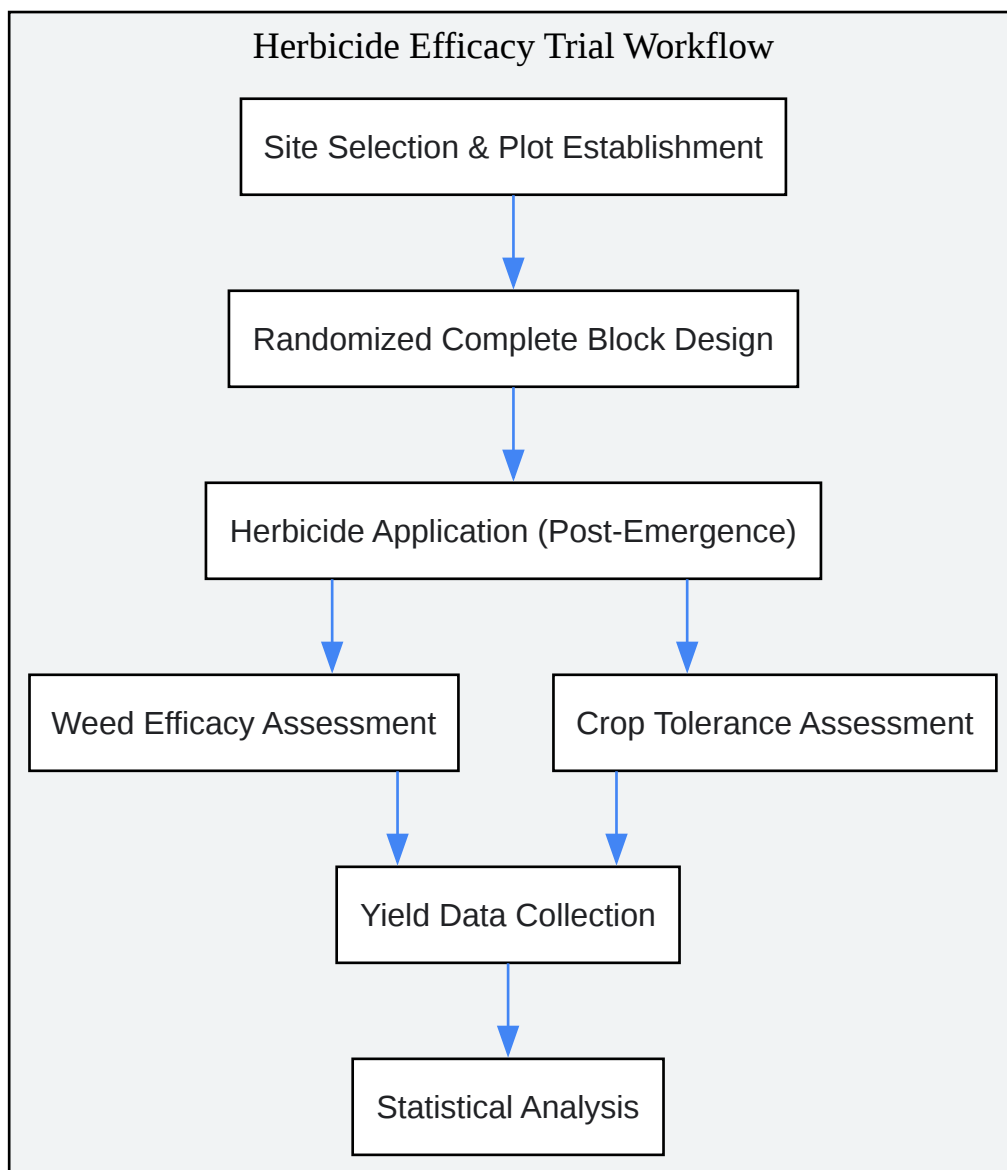 Herbicide Efficacy Trial Workflow
Site Selection & Plot Establishment
Randomized Complete Block Design
Herbicide Application (Post-Emergence)
Weed Efficacy Assessment
Crop Tolerance Assessment
Yield Data Collection
Statistical Analysis